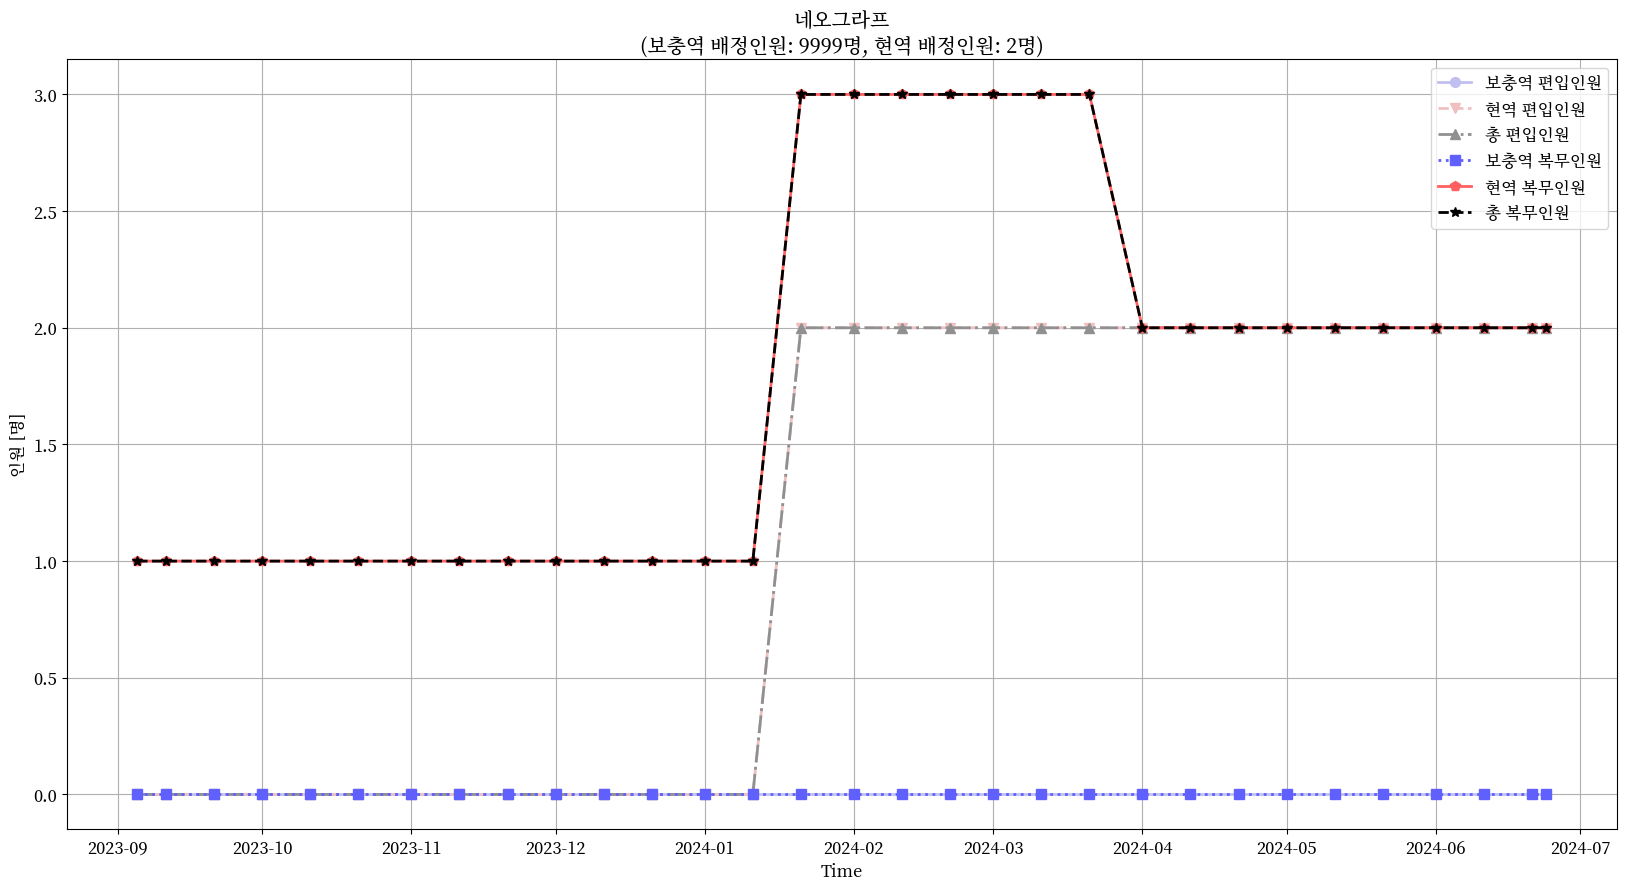 네오그라프
(보충역 배정인원: 9999명, 현역 배정인원: 2명)
보충역 편입인원
현역 편입인원
총 편입인원
보충역 복무인원
현역 복무인원
총 복무인원
인원 [명]
3.0
2.5
2.0
1.5
1.0
0.5
0.0
2023-09
2023-10
2023-11
2023-12
2024-01
2024-02
2024-03
2024-04
2024-05
2024-06
2024-07
Time